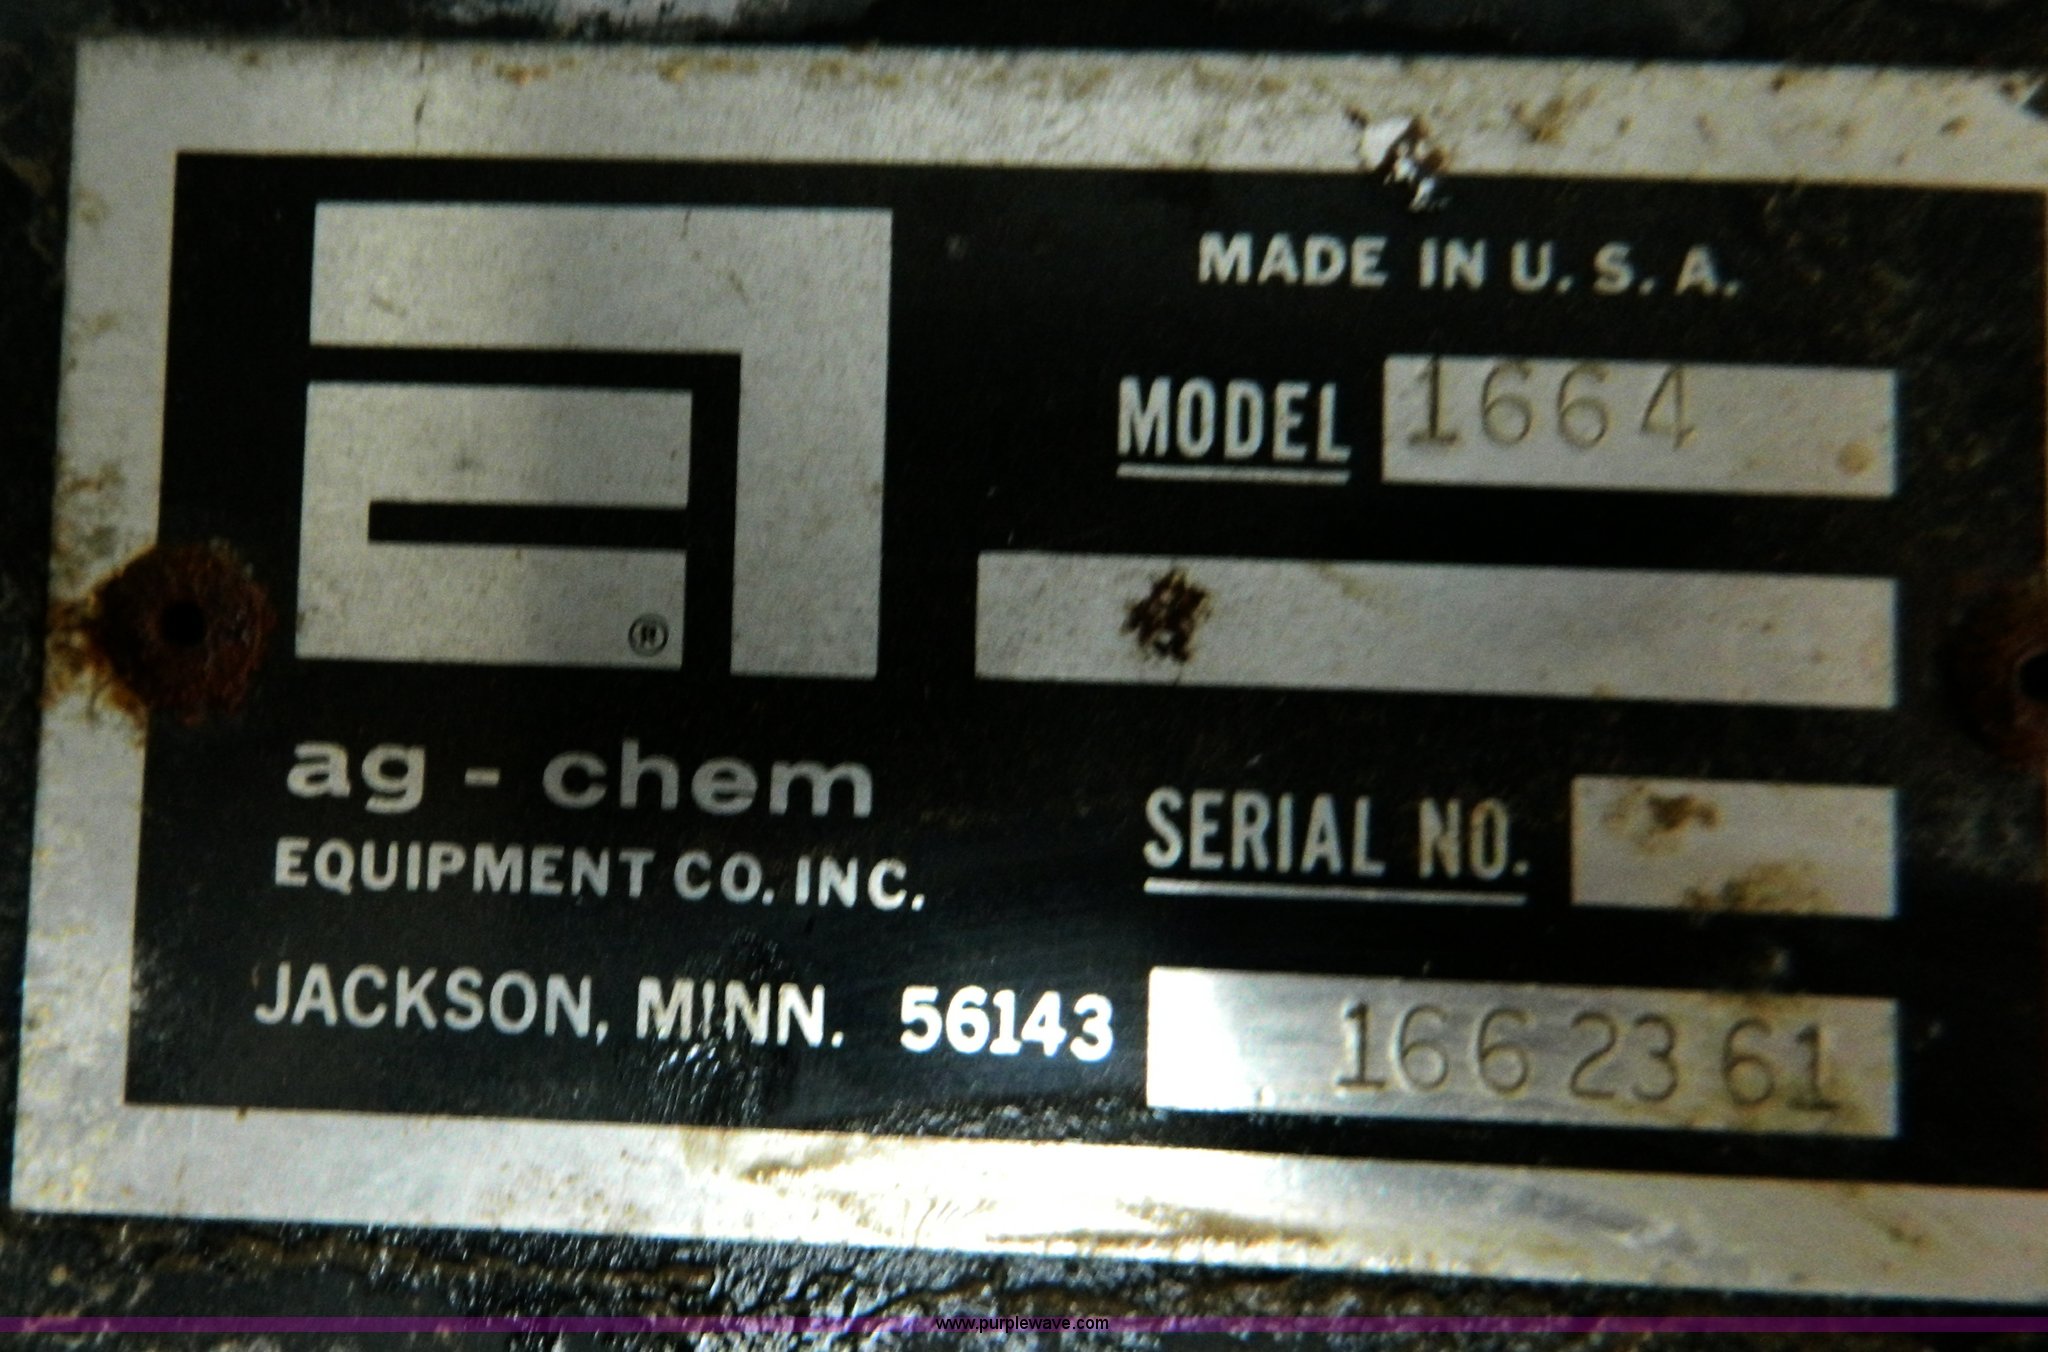 MADE IN U. S. A.
MODEL 1664
®
ag - chem
EQUIPMENT CO. INC.
SERIAL NO.
JACKSON, MINN. 56143
1662361
www.purplewave.com